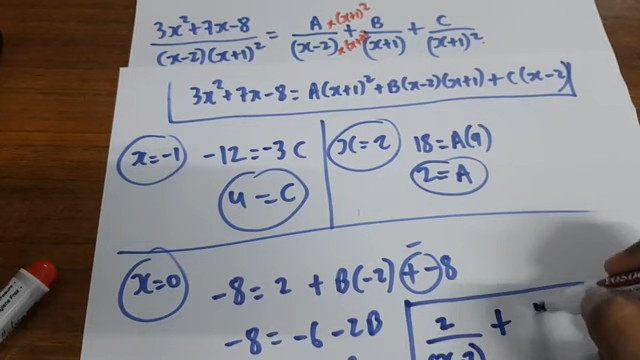 3x²+7x-8 / (x-2)(x+1)² = A / (x-2) + B / (x+1) + C / (x+1)²
×(x+1)²
×(x+1)²
3x²+7x-8 = A(x+1)² + B(x-2)(x+1) + C(x-2)
x=-1 -12=-3C x=2 18=A(9)
4=C 2=A
x=0 -8 = 2 + B(-2) + -8
-
-8 = -6 -2B 2 / (x-2) +